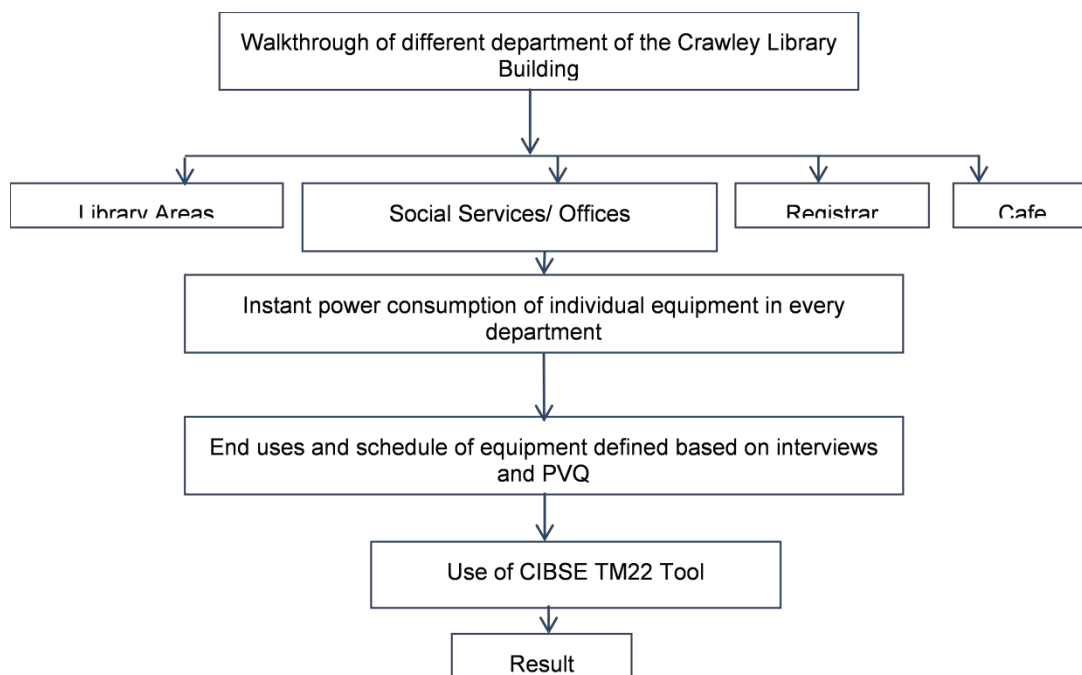 Walkthrough of different department of the Crawley Library
Building
Library Areas
Social Services/ Offices
Registrar
Cafe
Instant power consumption of individual equipment in every
department
End uses and schedule of equipment defined based on interviews
and PVQ
Use of CIBSE TM22 Tool
Result